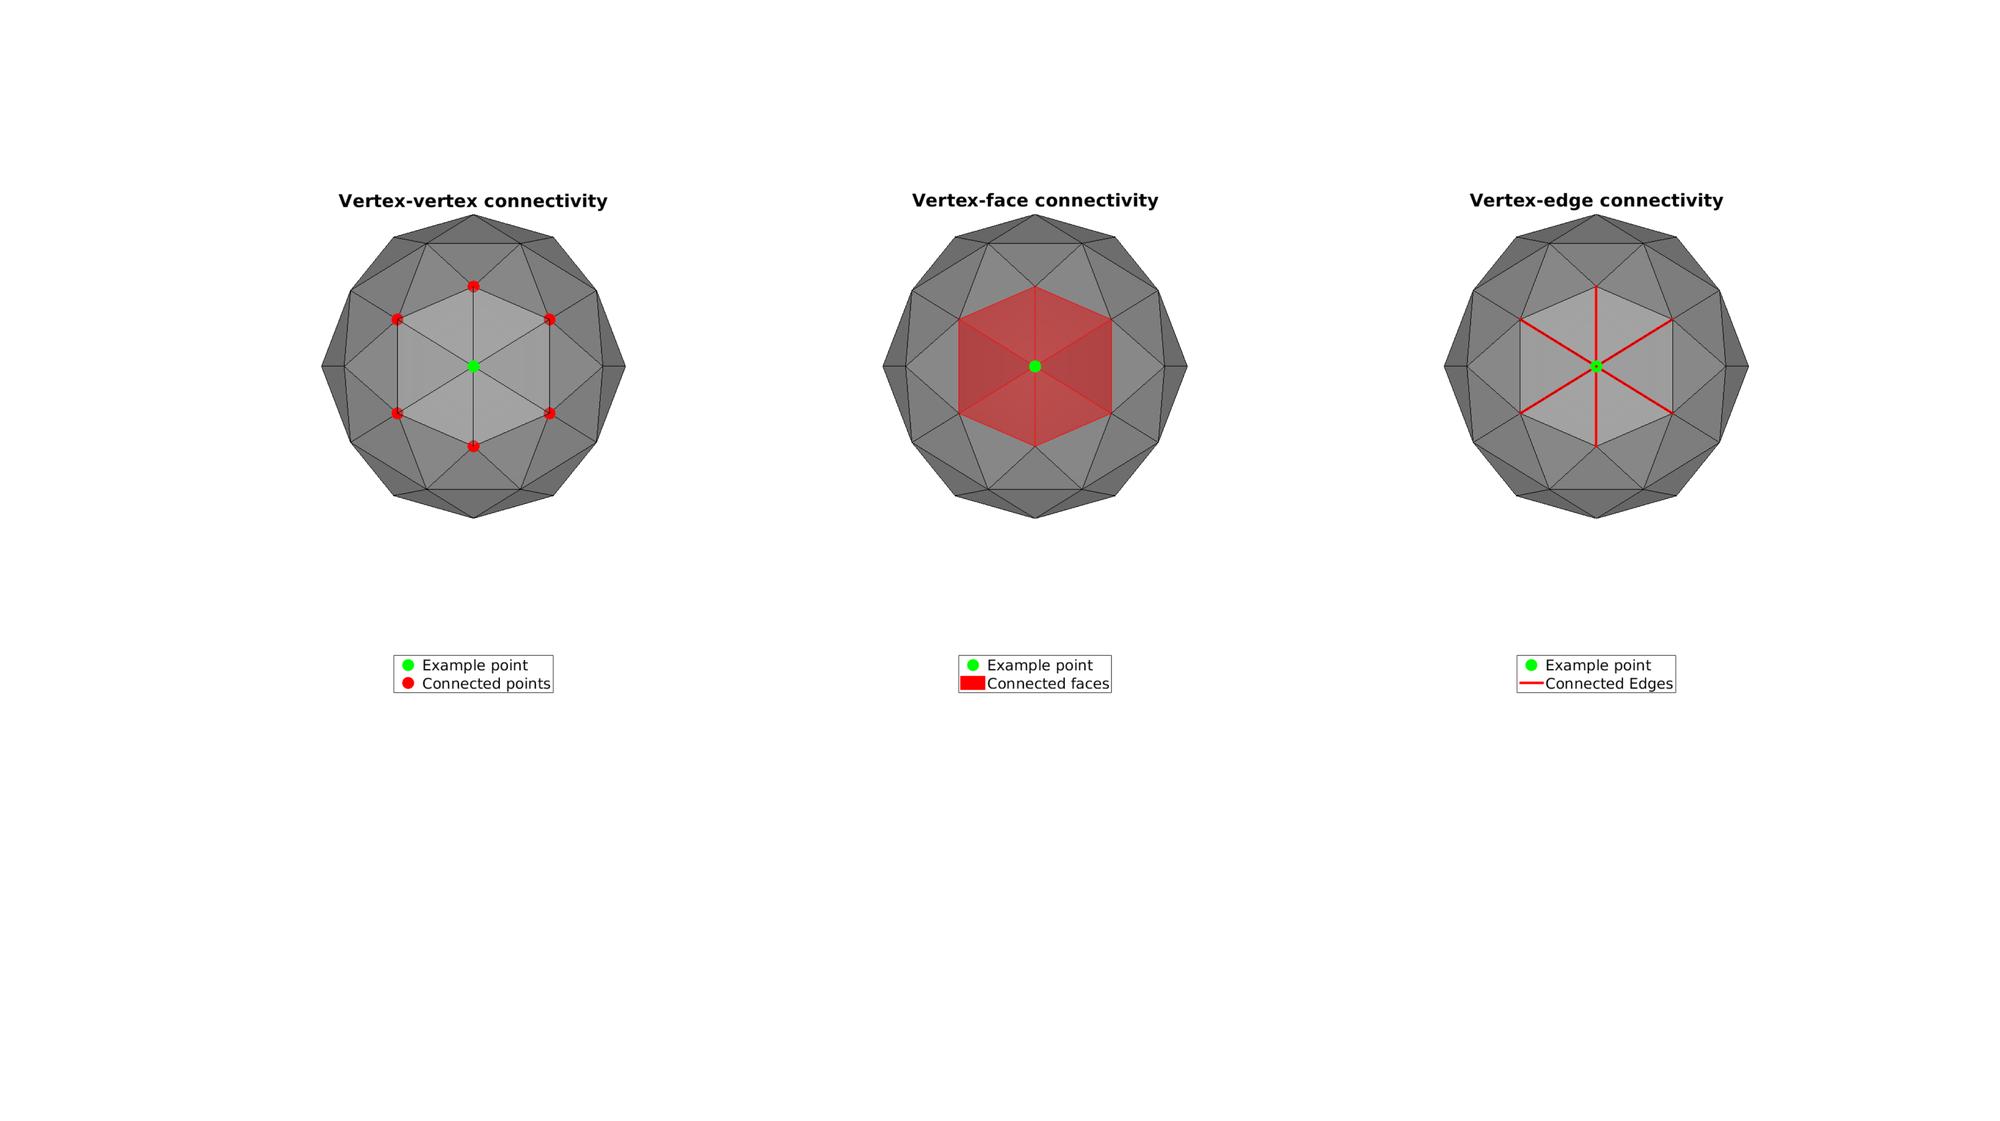 Vertex-vertex connectivity
Example point
Connected points
Vertex-face connectivity
Example point
Connected faces
Vertex-edge connectivity
Example point
Connected Edges